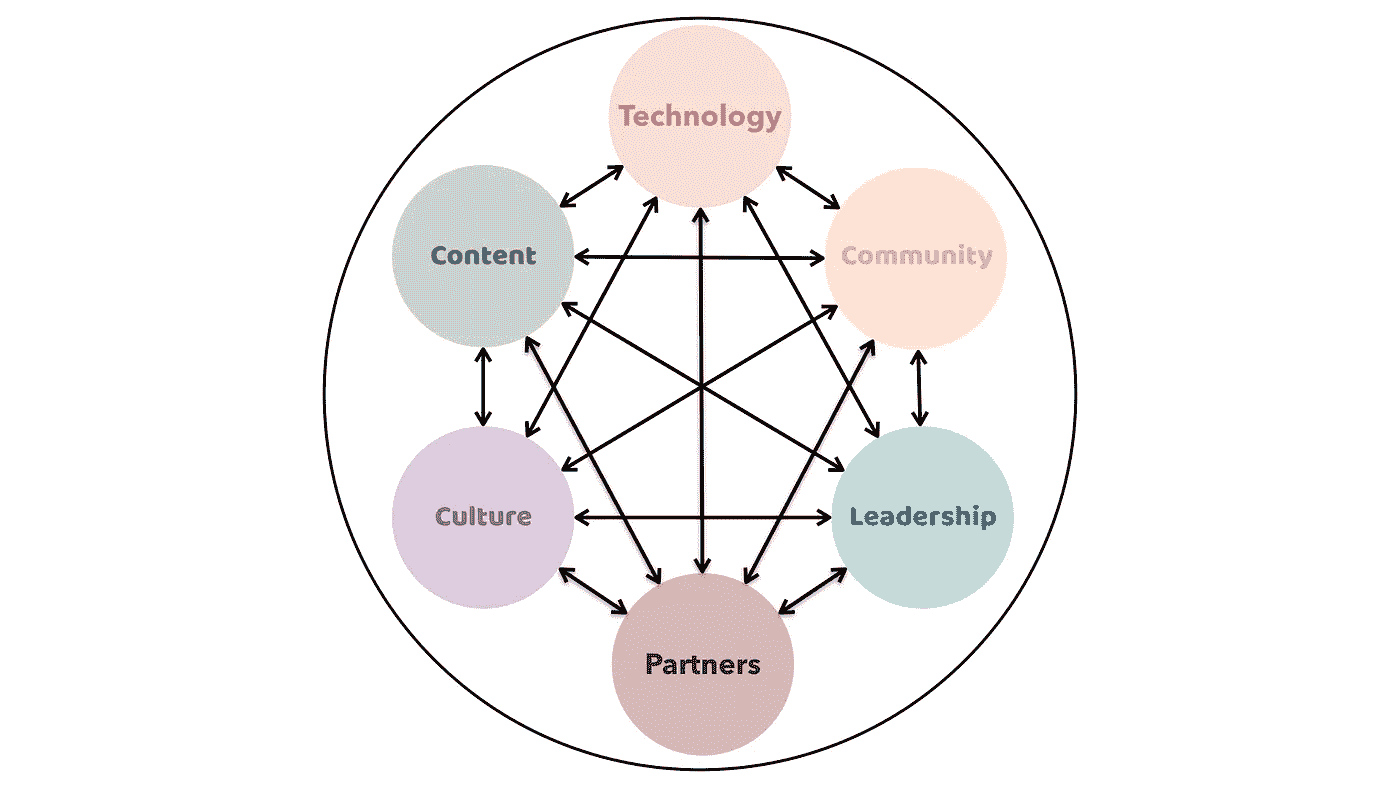 Technology
Content
Community
Culture
Leadership
Partners